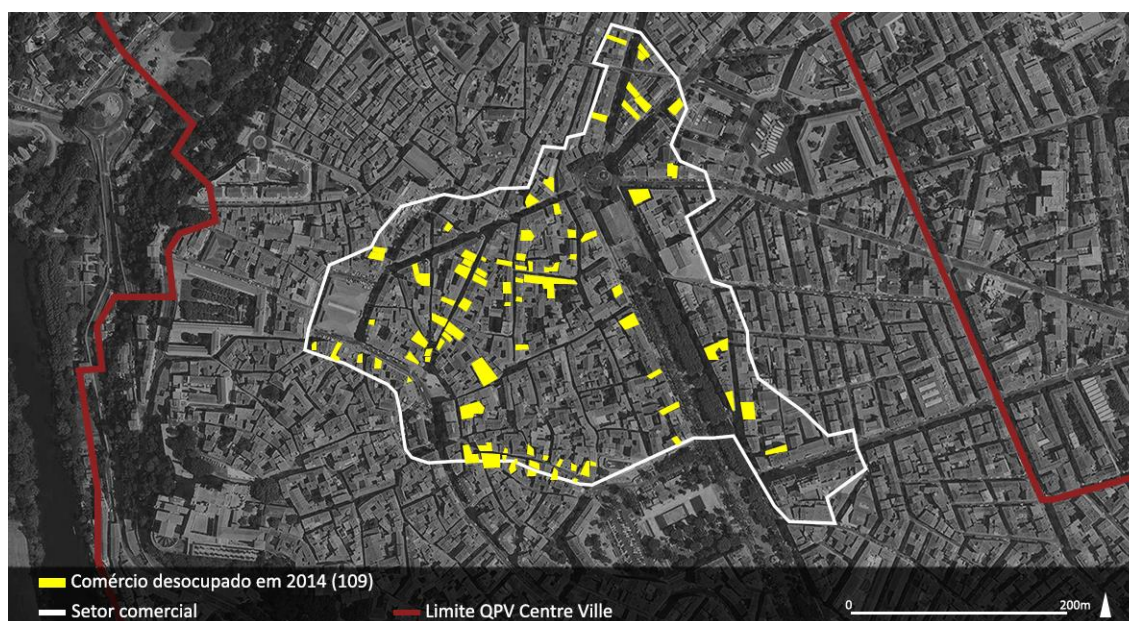 Comércio desocupado em 2014 (109)
Setor comercial
Limite QPV Centre Ville
0
200m